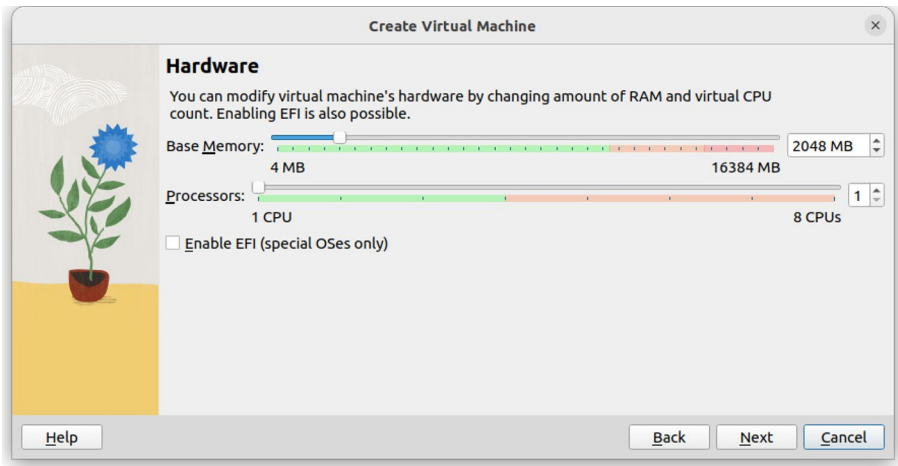 Create Virtual Machine
Hardware
You can modify virtual machine's hardware by changing amount of RAM and virtual CPU
count. Enabling EFI is also possible.
Base Memory: 2048 MB
4 MB 16384 MB
Processors: 1
1 CPU 8 CPUs
Enable EFI (special OSes only)
Help Back Next Cancel